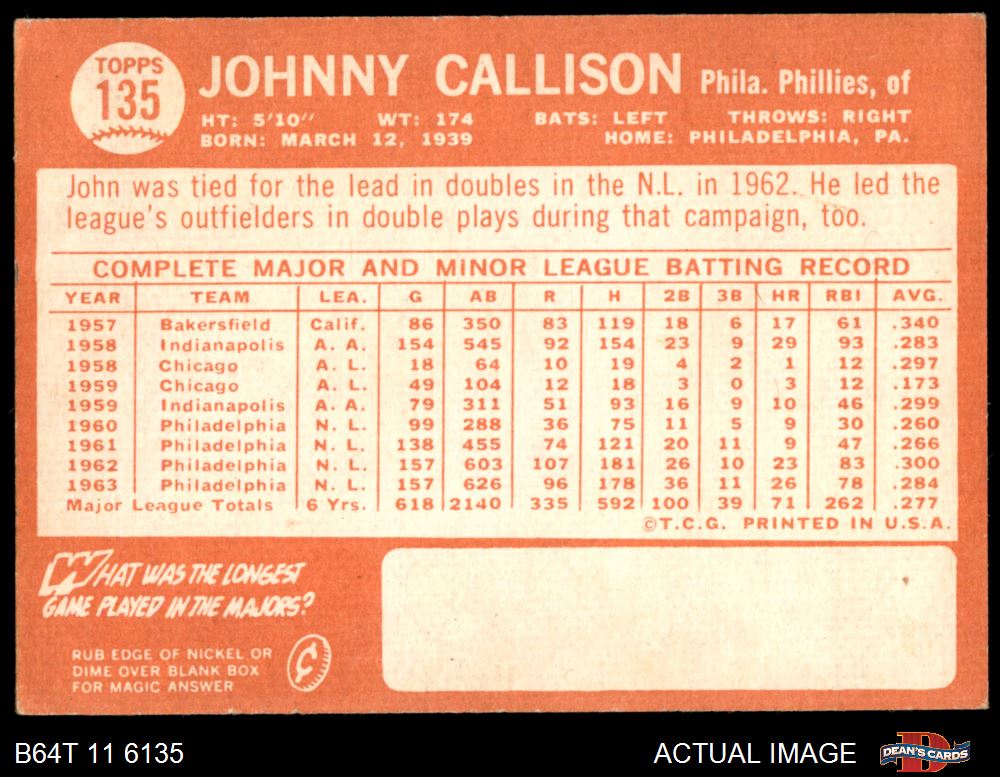 TOPPS
135
JOHNNY CALLISON Phila. Phillies, of
HT: 5'10" WT: 174 BATS: LEFT THROWS: RIGHT
BORN: MARCH 12, 1939 HOME: PHILADELPHIA, PA.
John was tied for the lead in doubles in the N.L. in 1962. He led the
league's outfielders in double plays during that campaign, too.
COMPLETE MAJOR AND MINOR LEAGUE BATTING RECORD
YEAR TEAM LEA. G AB R H 2B 3B HR RBI AVG.
1957 Bakersfield Calif. 86 350 83 119 18 6 17 61 .340
1958 Indianapolis A. A. 154 545 92 154 23 9 29 93 .283
1958 Chicago A. L. 18 64 10 19 4 2 1 12 .297
1959 Chicago A. L. 49 104 12 18 3 0 3 12 .173
1959 Indianapolis A. A. 79 311 51 93 16 9 10 46 .299
1960 Philadelphia N. L. 99 288 36 75 11 5 9 30 .260
1961 Philadelphia N. L. 138 455 74 121 20 11 9 47 .266
1962 Philadelphia N. L. 157 603 107 181 26 10 23 83 .300
1963 Philadelphia N. L. 157 626 96 178 36 11 26 78 .284
Major League Totals 6 Yrs. 618 2140 335 592 100 39 71 262 .277
©T.C.G. PRINTED IN U.S.A.
WHAT WAS THE LONGEST
GAME PLAYED IN THE MAJORS?
RUB EDGE OF NICKEL OR
DIME OVER BLANK BOX
FOR MAGIC ANSWER
¢
B64T 11 6135 ACTUAL IMAGE
D
DEAN'S CARDS